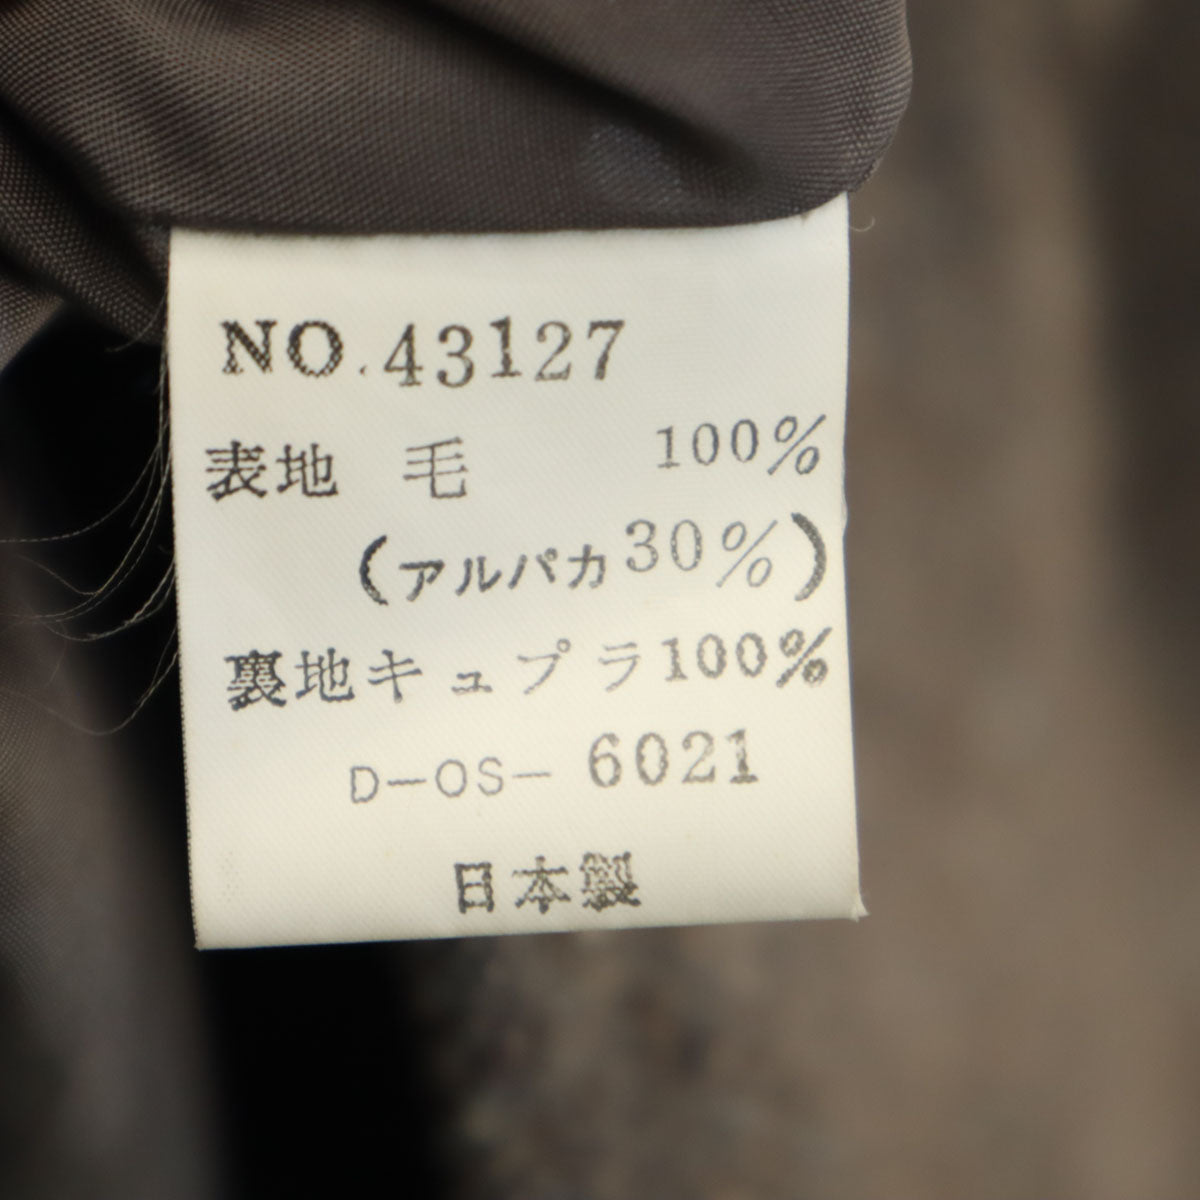 NO.43127
表地 毛 100%
(アルパカ30%)
裏地キュプラ100%
D-OS-6021
日本製